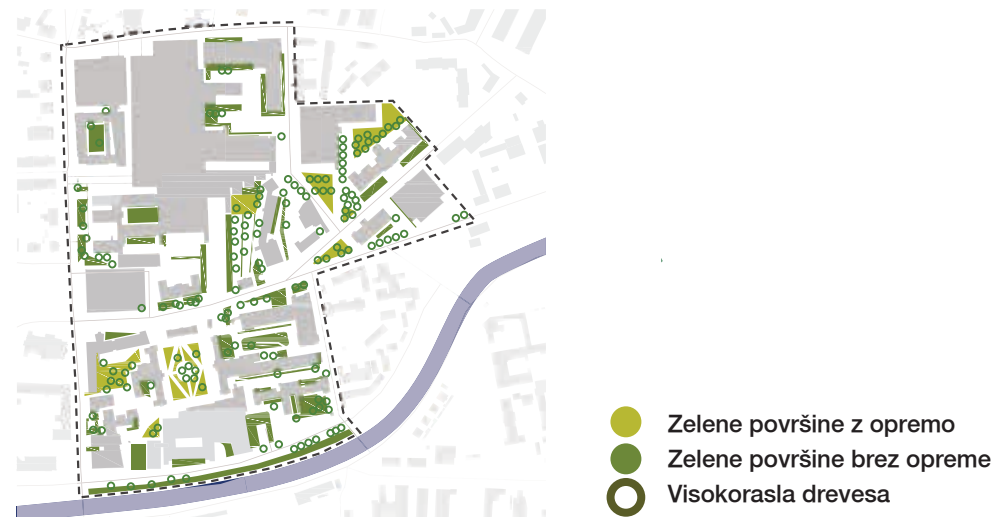 Zelene površine z opremo
Zelene površine brez opreme
Visokorasla drevesa